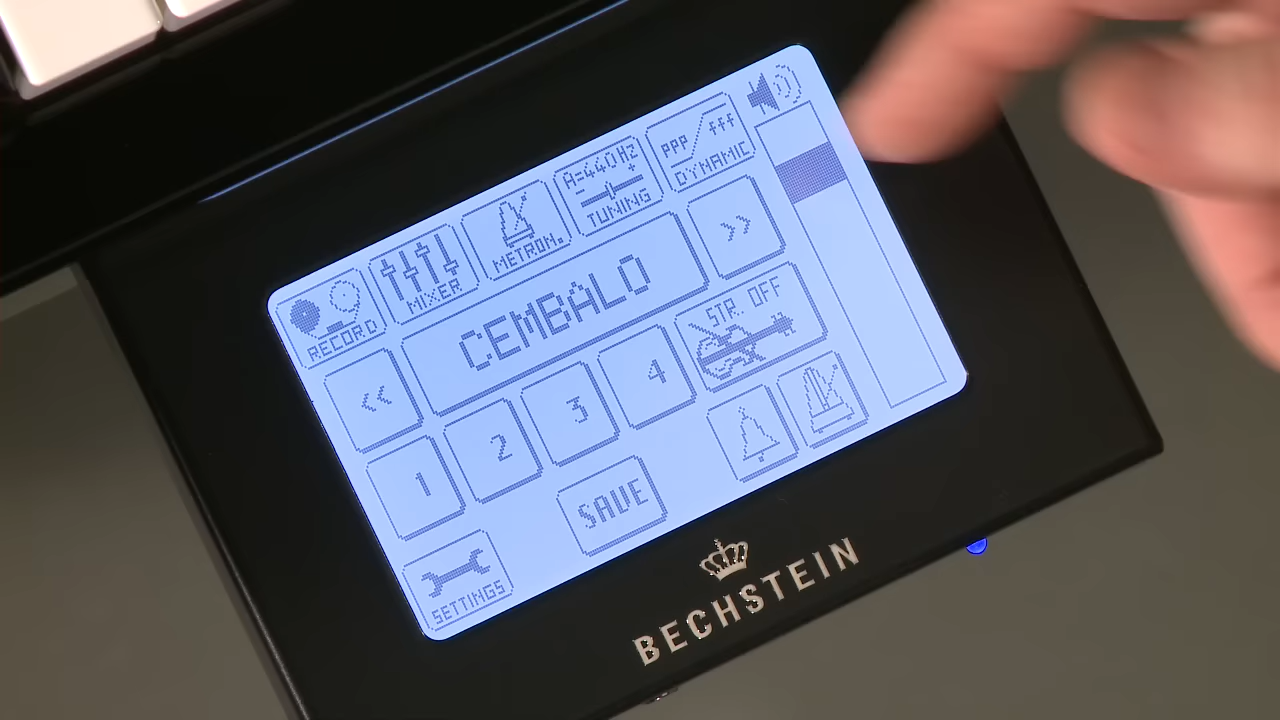 RECORD
MIXER
METRON.
A=440HZ
TUNING
ppp fff
DYNAMIC
<<
CEMBALO
>>
1
2
3
4
STR. OFF
SAVE
SETTINGS
BECHSTEIN